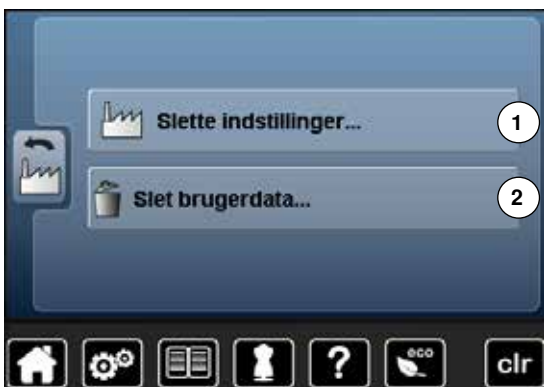 Slette indstillinger...
1
Slet brugerdata...
2
?
eco
clr